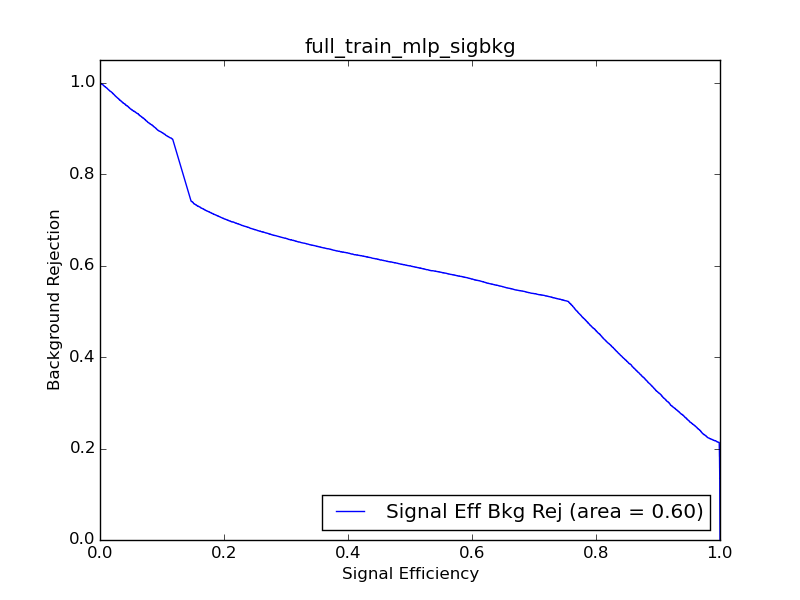 full_train_mlp_sigbkg
1.0
0.8
0.6
0.4
0.2
0.0
Background Rejection
Signal Eff Bkg Rej (area = 0.60)
0.0 0.2 0.4 0.6 0.8 1.0
Signal Efficiency